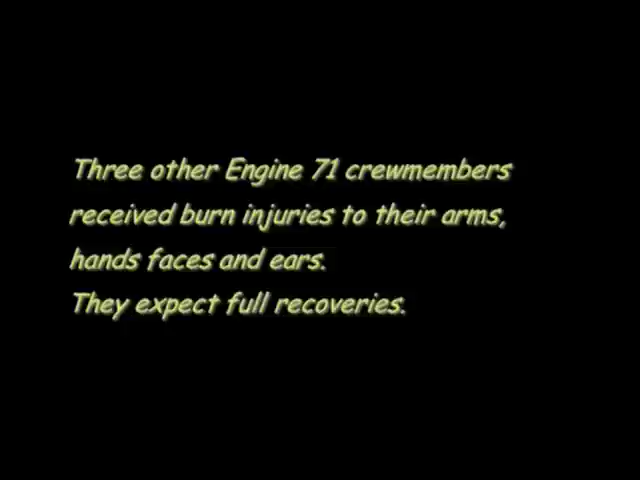 Three other Engine 71 crewmembers
received burn injuries to their arms,
hands faces and ears.
They expect full recoveries.